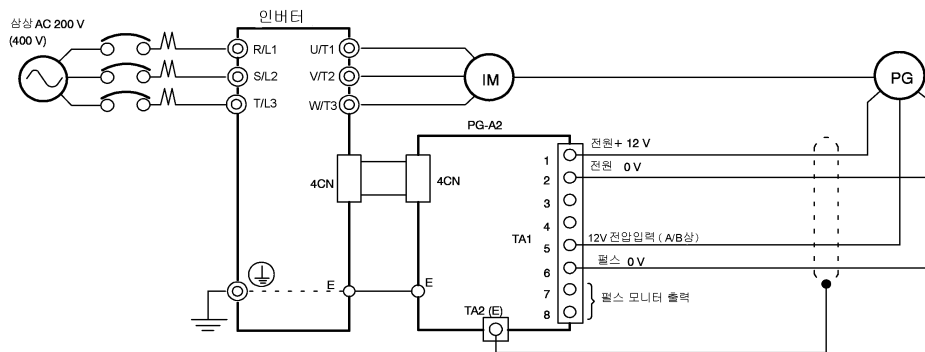 삼상 AC 200 V
(400 V)
인버터
R/L1
U/T1
S/L2
V/T2
IM
PG
T/L3
W/T3
PG-A2
4CN
4CN
1
전원+ 12 V
2
전원 0 V
3
4
TA1
5
12V 전압입력 ( A/B상)
6
펄스 0 V
E
E
7
펄스 모니터 출력
8
TA2 (E)